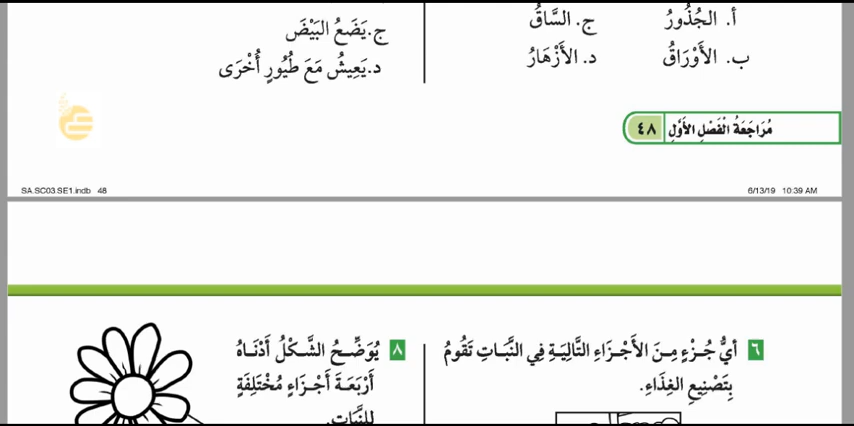 أ. الجُذُورُ
ج. السَّاقُ
ب. الأَوْرَاقُ
د. الأَزْهَارُ
ج. يَضَعُ البَيْضَ
د. يَعِيشُ مَعَ طُيُورٍ أُخْرَى
٤٨ مُرَاجَعَةُ الفَصْلِ الأَوَّلِ
SA.SC03.SE1.indb 48
6/13/19 10:39 AM
٦ أَيُّ جُزْءٍ مِنَ الأَجْزَاءِ التَّالِيَةِ فِي النَّبَاتِ تَقُومُ
بِتَصْنِيعِ الغِذَاءِ.
٨ يُوَضِّحُ الشَّكْلُ أَدْنَاهُ
أَرْبَعَةَ أَجْزَاءٍ مُخْتَلِفَةٍ
لِلنَّبَاتِ.